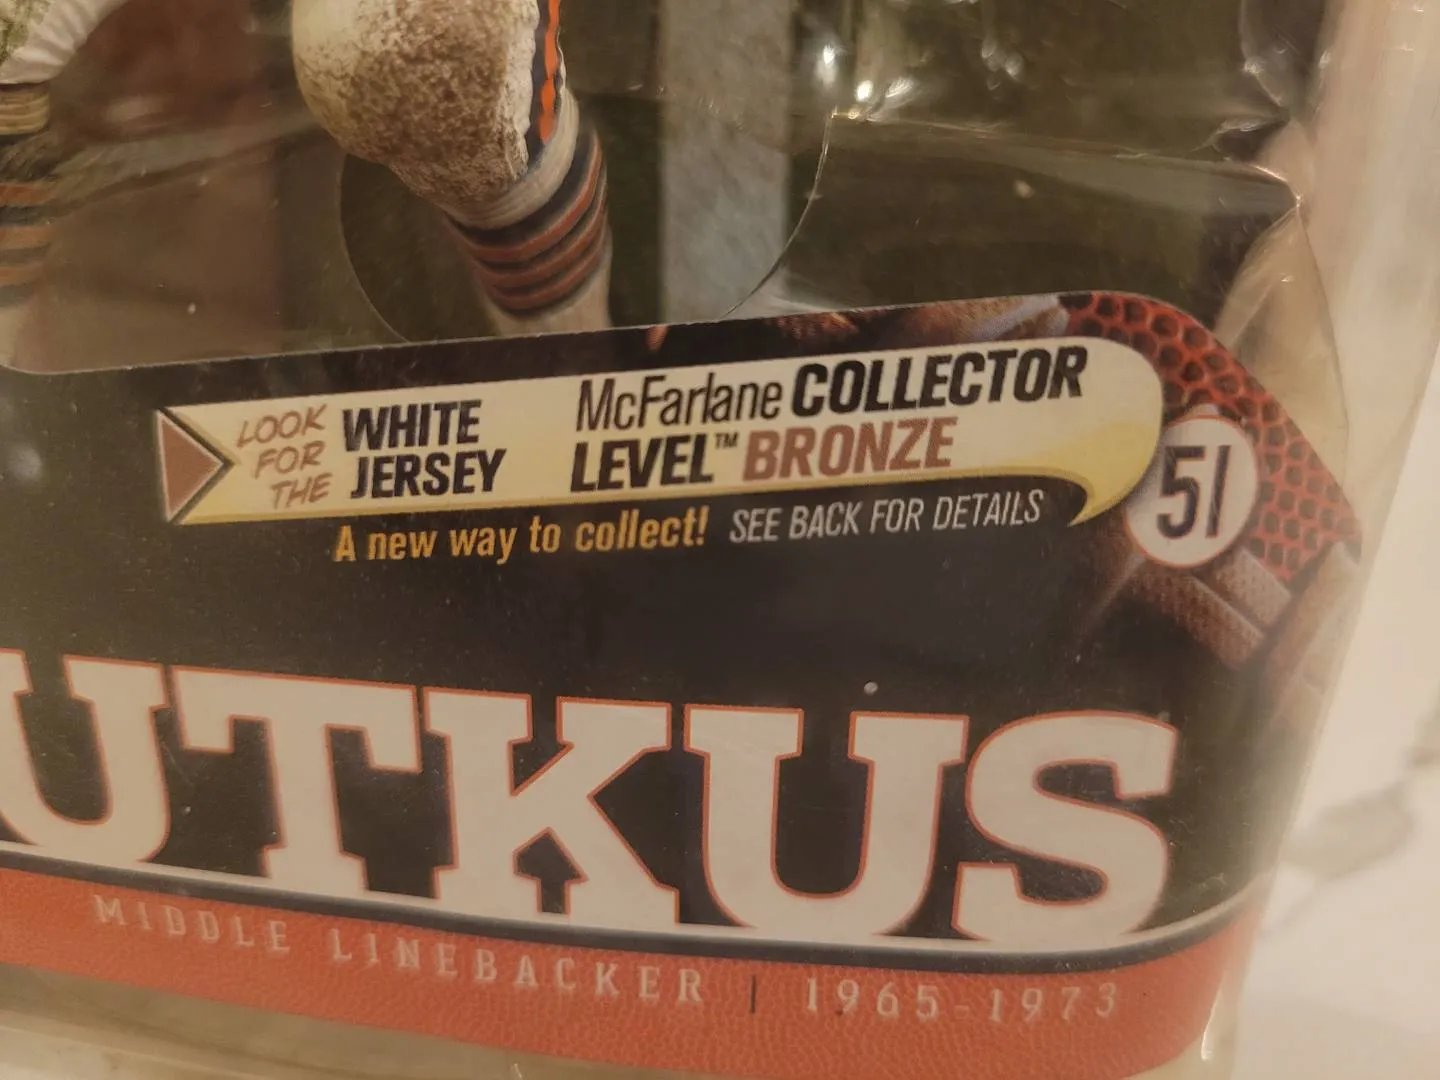 LOOK FOR THE
WHITE JERSEY
McFarlane COLLECTOR
LEVEL™ BRONZE
A new way to collect! SEE BACK FOR DETAILS
51
UTKUS
MIDDLE LINEBACKER | 1965-1973